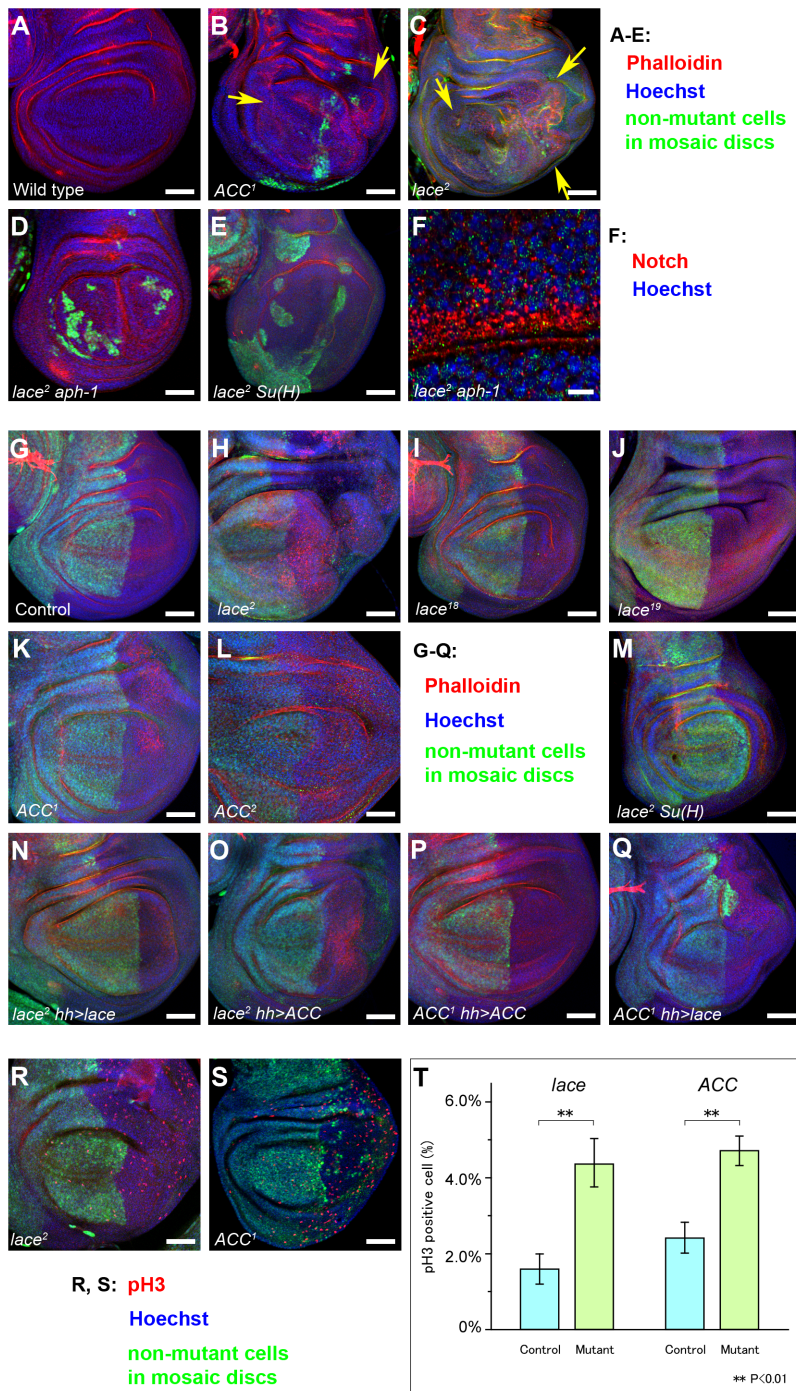 A
Wild type
B
ACC¹
C
lace²
A-E:
Phalloidin
Hoechst
non-mutant cells
in mosaic discs
D
lace² aph-1
E
lace² Su(H)
F
lace² aph-1
F:
Notch
Hoechst
G
Control
H
lace²
I
lace¹⁸
J
lace¹⁹
K
ACC¹
L
ACC²
G-Q:
Phalloidin
Hoechst
non-mutant cells
in mosaic discs
M
lace² Su(H)
N
lace² hh>lace
O
lace² hh>ACC
P
ACC¹ hh>ACC
Q
ACC¹ hh>lace
R
lace²
S
ACC¹
R, S: pH3
Hoechst
non-mutant cells
in mosaic discs
T
lace ACC
** **
pH3 positive cell (%)
6.0%
4.0%
2.0%
0%
Control Mutant Control Mutant
** P<0.01